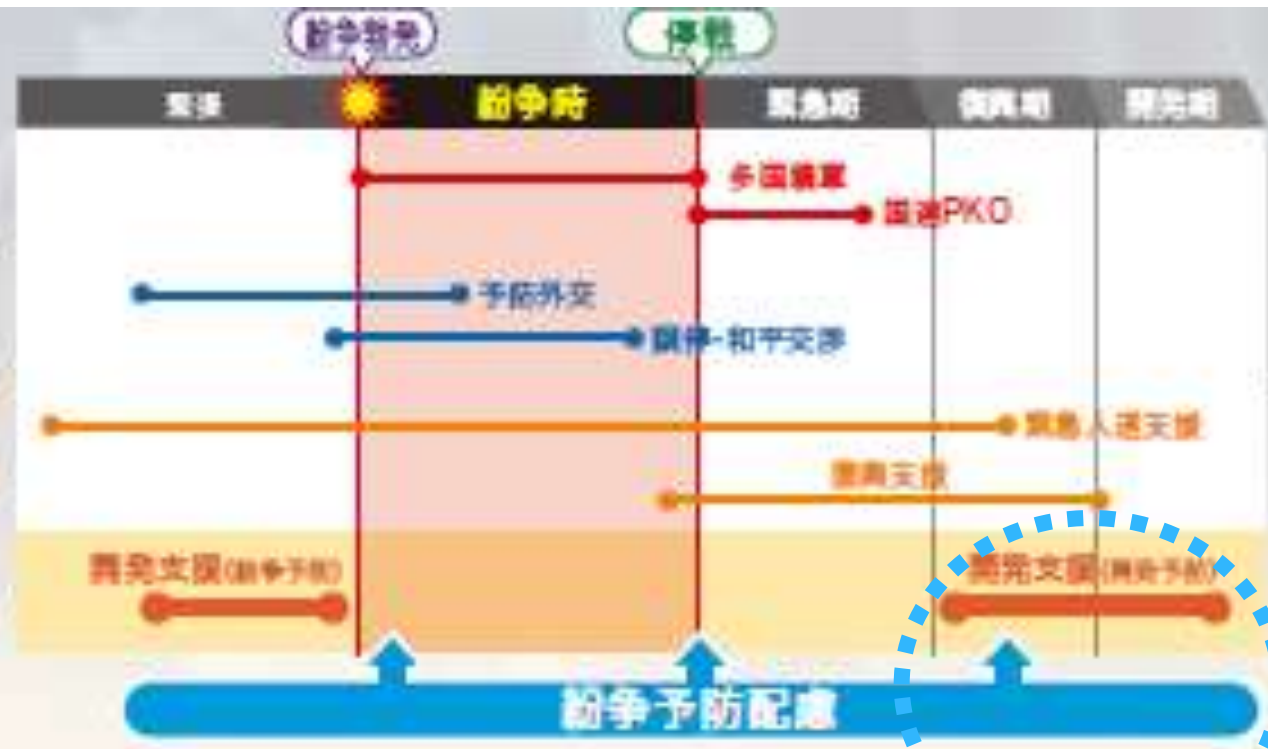 紛争勃発
停戦
緊張
紛争時
緊急期
復興期
開発期
多国籍軍
国連PKO
予防外交
調停・和平交渉
緊急人道支援
復興支援
開発支援(紛争予防)
開発支援(再発予防)
紛争予防配慮